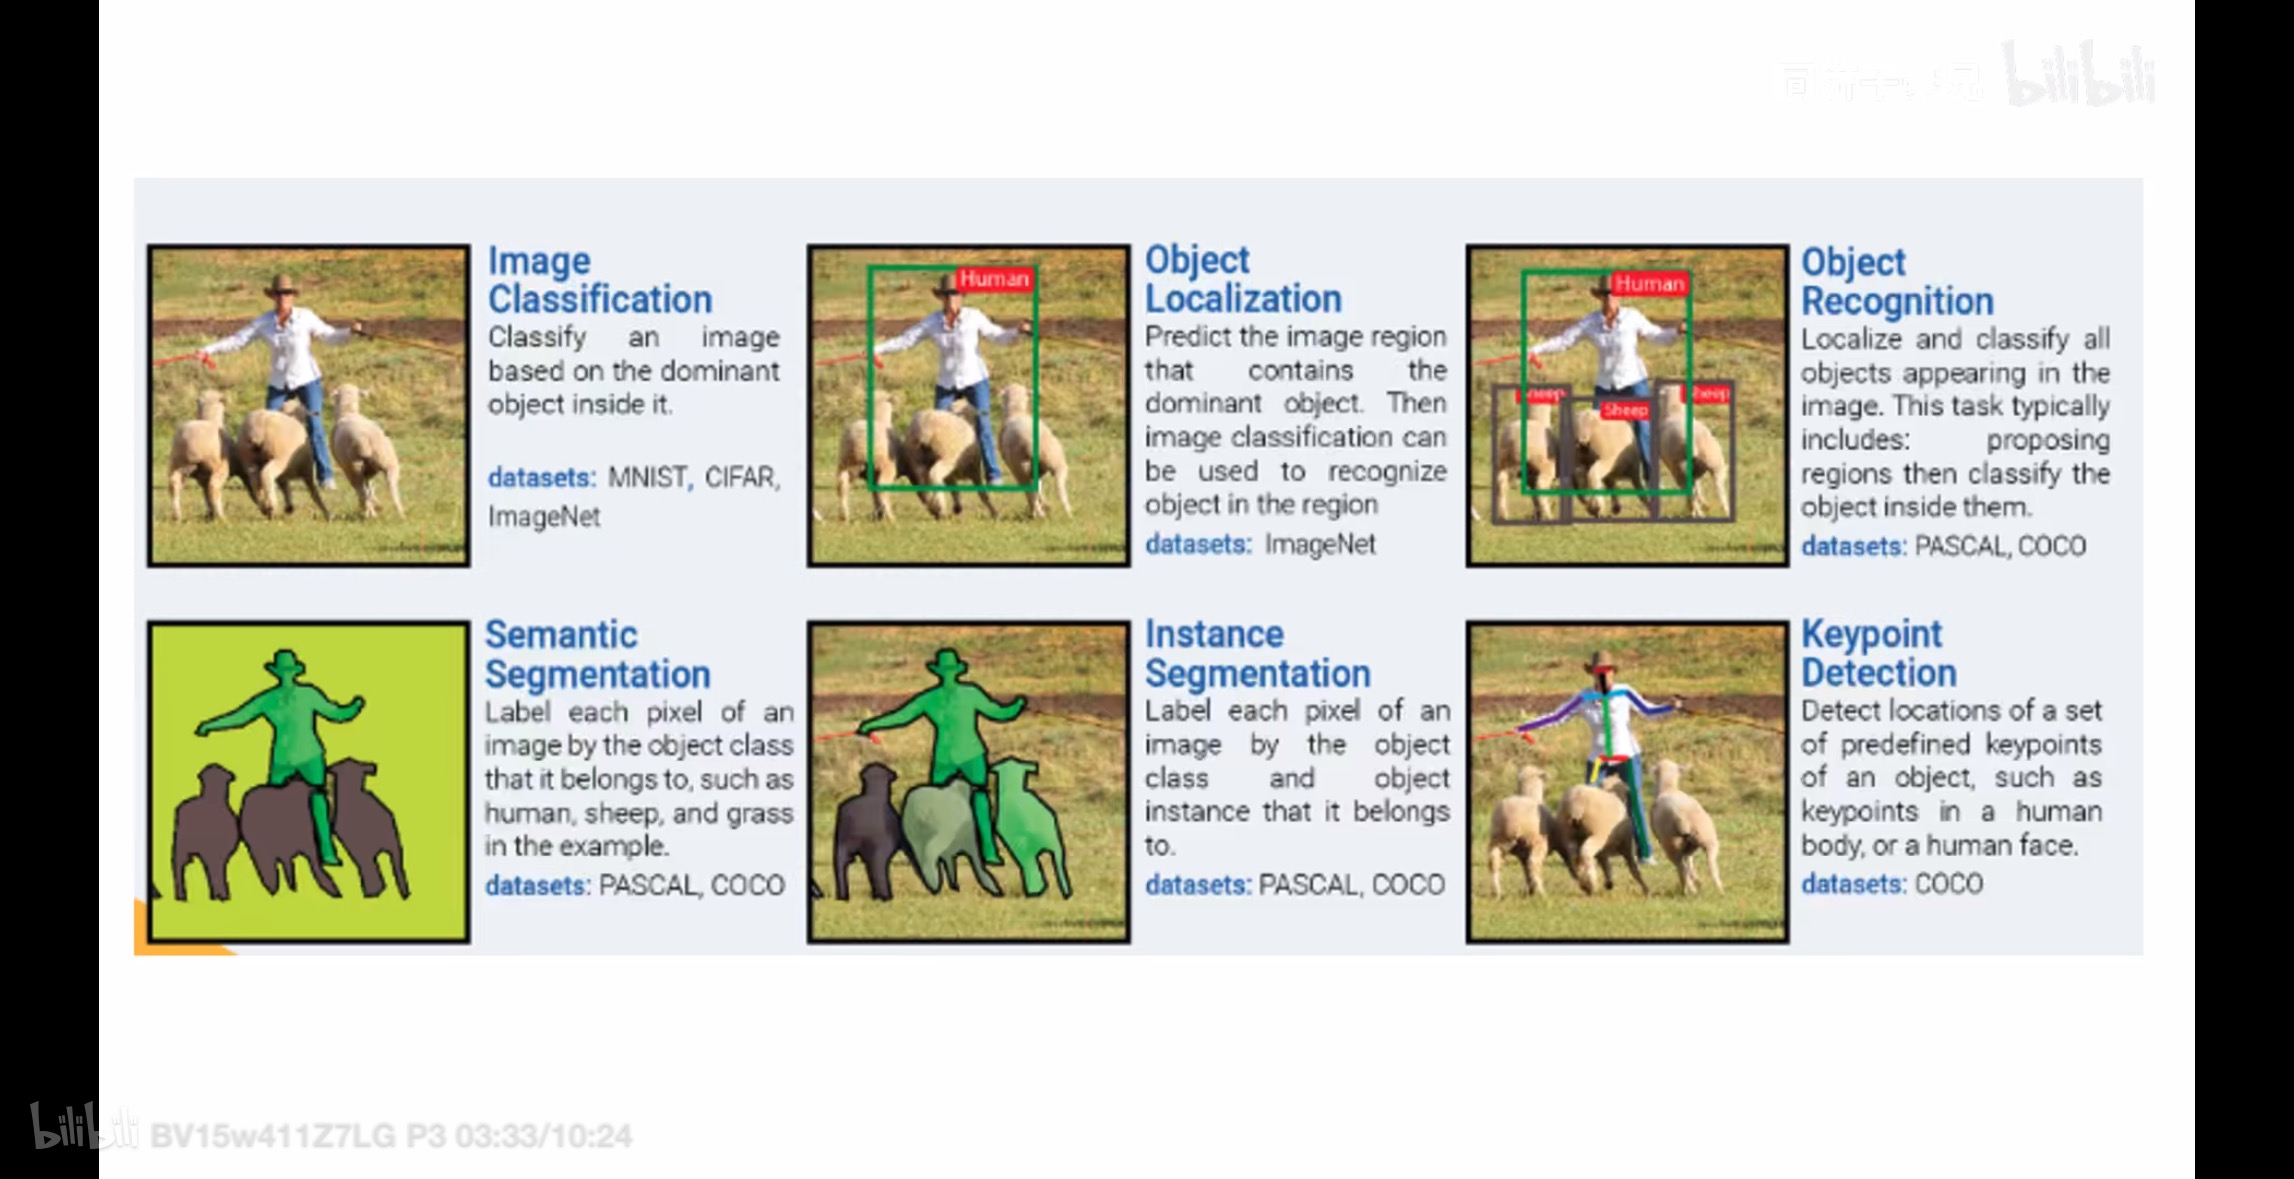 bilibili
Image
Classification
Classify an image
based on the dominant
object inside it.
datasets: MNIST, CIFAR,
ImageNet
Human
Object
Localization
Predict the image region
that contains the
dominant object. Then
image classification can
be used to recognize
object in the region
datasets: ImageNet
Human
Sheep
Sheep
Sheep
Object
Recognition
Localize and classify all
objects appearing in the
image. This task typically
includes: proposing
regions then classify the
object inside them.
datasets: PASCAL, COCO
Semantic
Segmentation
Label each pixel of an
image by the object class
that it belongs to, such as
human, sheep, and grass
in the example.
datasets: PASCAL, COCO
Instance
Segmentation
Label each pixel of an
image by the object
class and object
instance that it belongs
to.
datasets: PASCAL, COCO
Keypoint
Detection
Detect locations of a set
of predefined keypoints
of an object, such as
keypoints in a human
body, or a human face.
datasets: COCO
bilibili BV15w411Z7LG P3 03:33/10:24